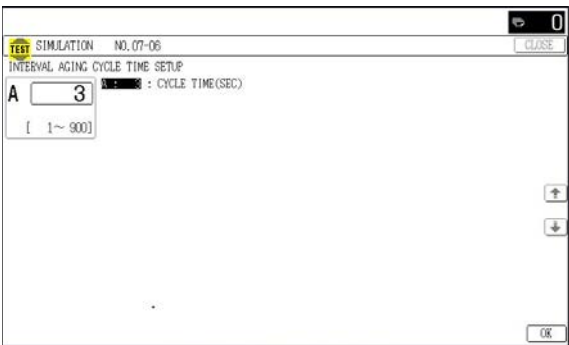 0
TEST SIMULATION NO.07-06 CLOSE
INTERVAL AGING CYCLE TIME SETUP
A 3 A : 3 : CYCLE TIME(SEC)
[ 1~ 900]
OK